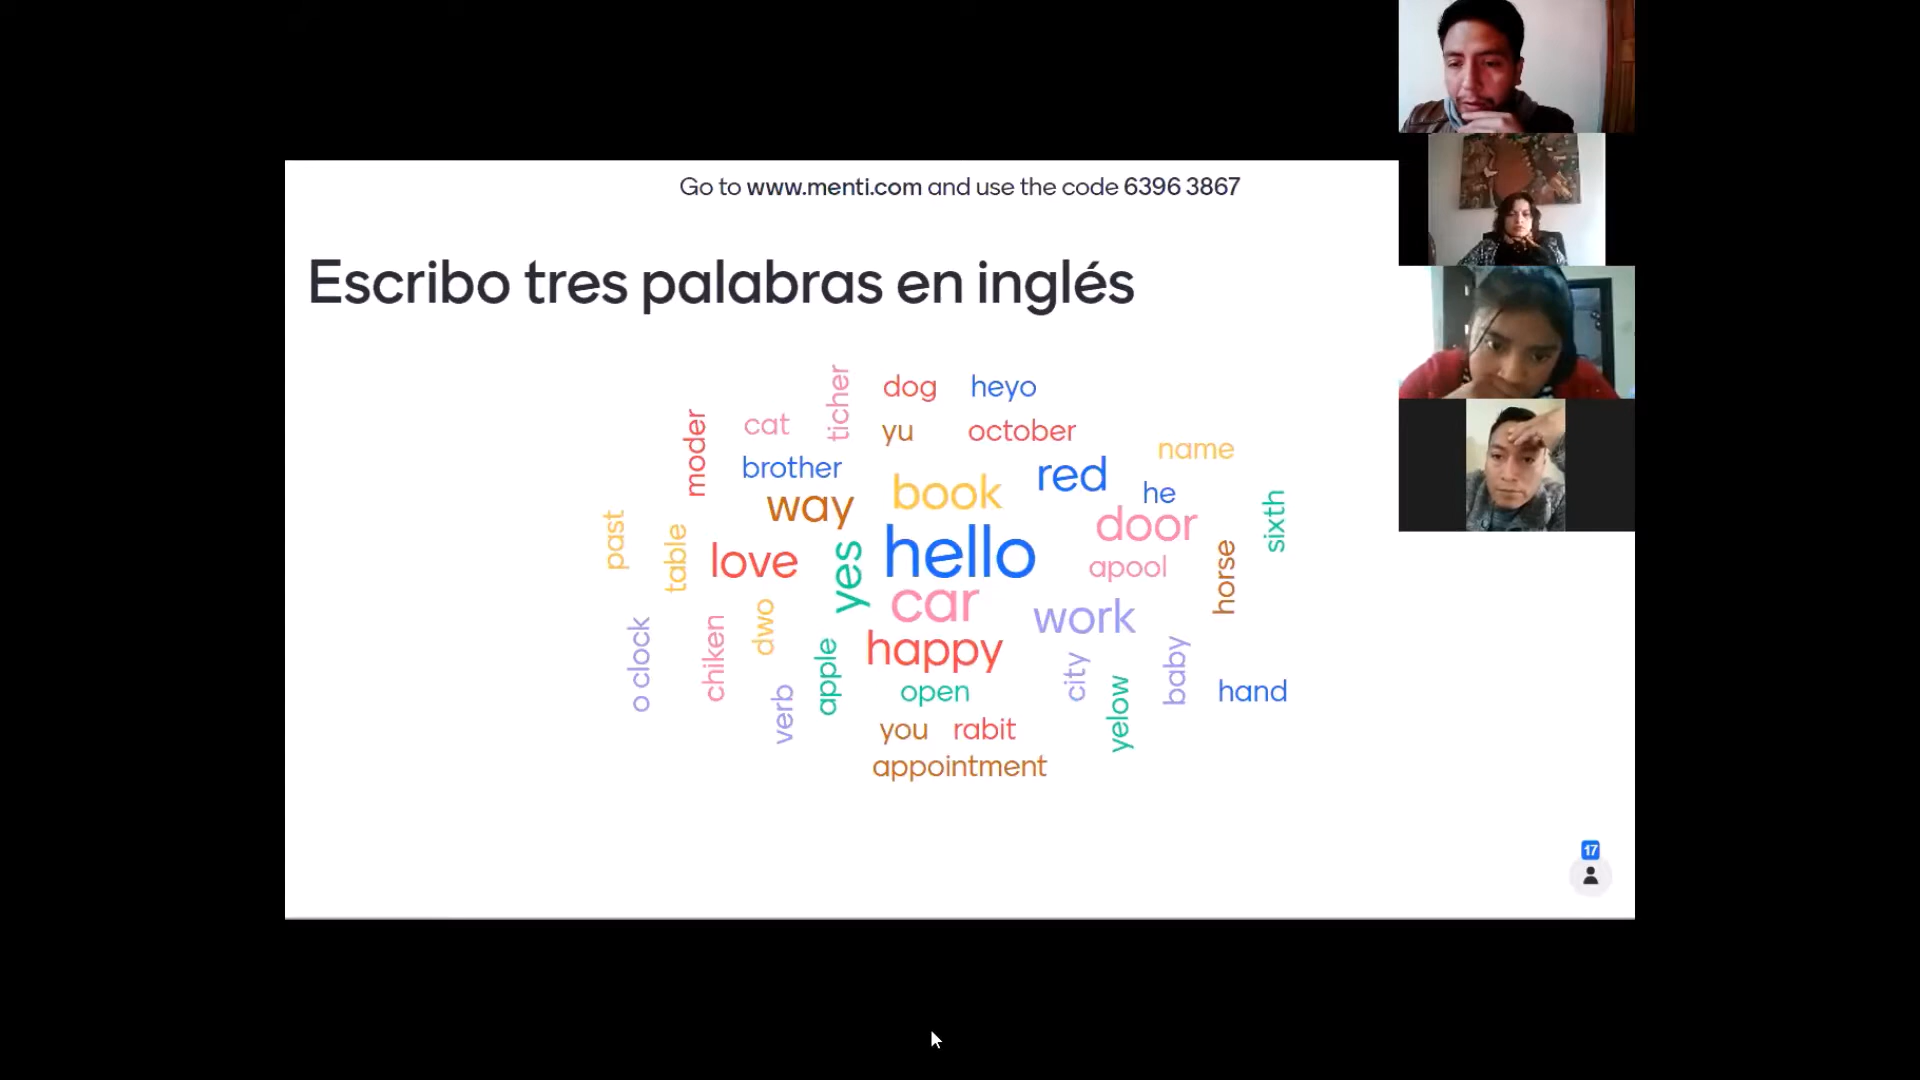 Go to www.menti.com and use the code 6396 3867
Escribo tres palabras en inglés
ticher
dog
heyo
moder
cat
yu
october
name
brother
way
book
red
he
sixth
past
table
love
yes
hello
door
apool
horse
car
work
o clock
chiken
dwo
apple
happy
city
baby
verb
open
yelow
hand
you
rabit
appointment
17